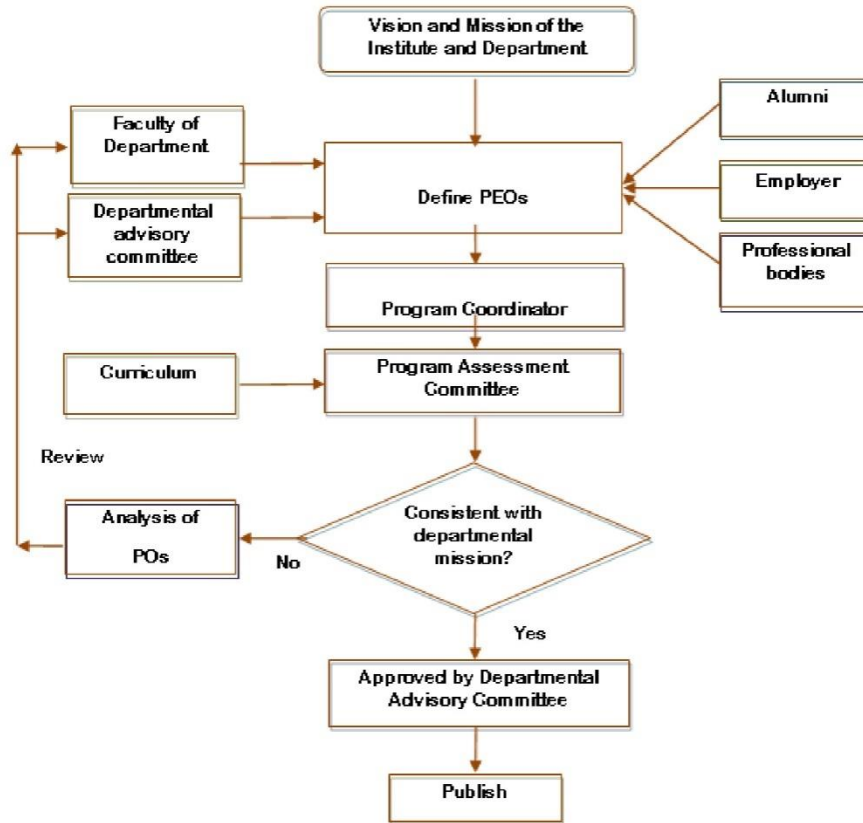 Vision and Mission of the
Institute and Department
Faculty of
Department
Alumni
Define PEOs
Employer
Departmental
advisory
committee
Professional
bodies
Program Coordinator
Curriculum
Program Assessment
Committee
Review
Analysis of
POs
Consistent with
departmental
mission?
No
Yes
Approved by Departmental
Advisory Committee
Publish